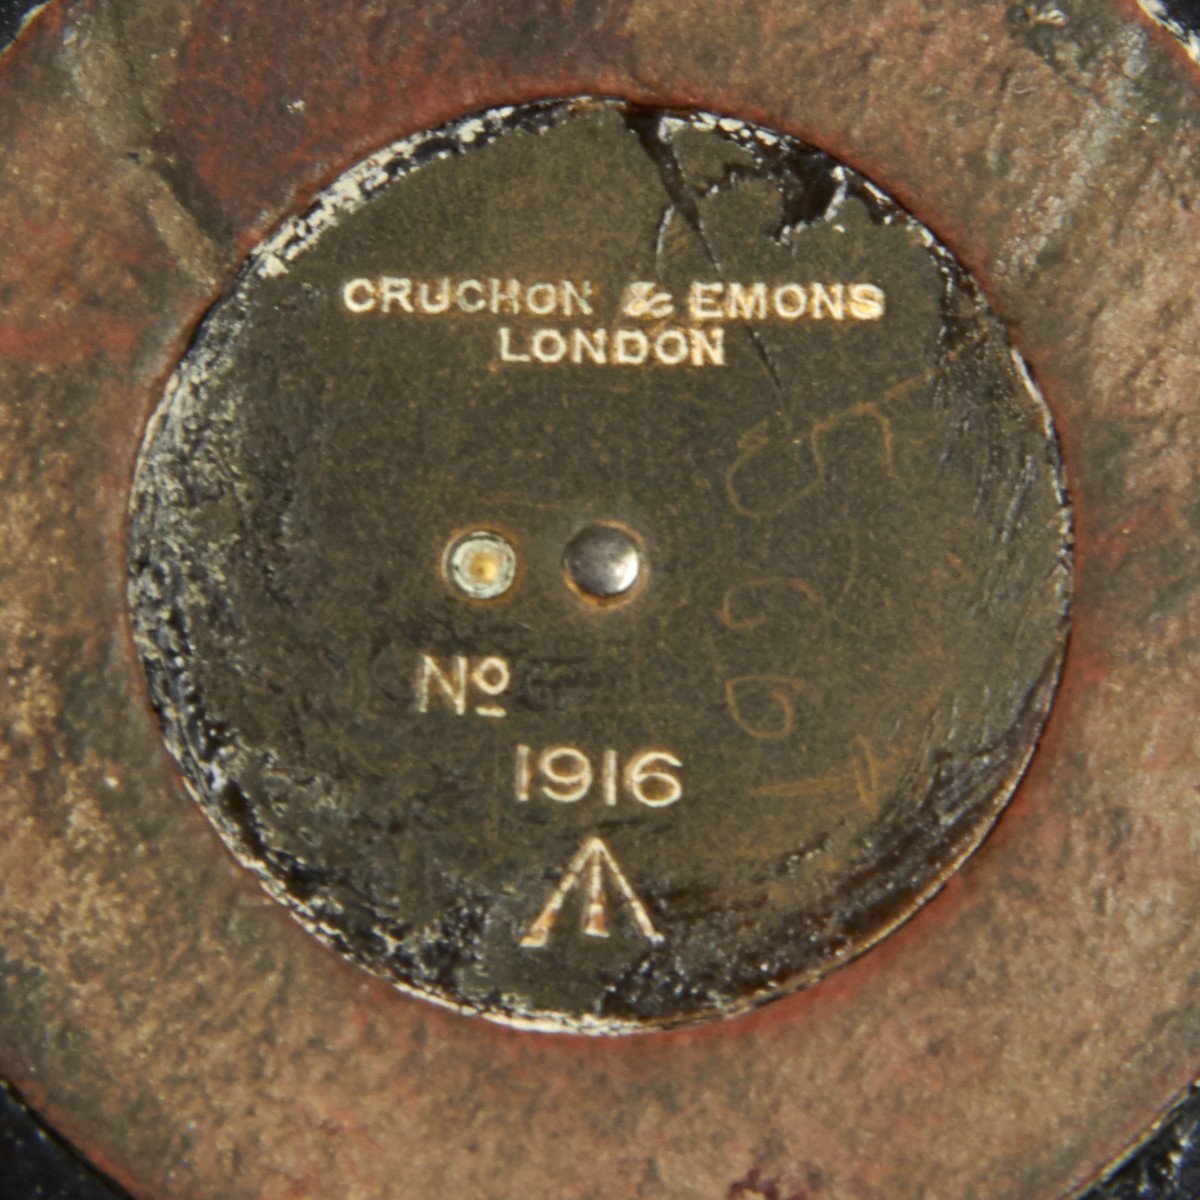 CRUCHON & EMONS
LONDON
Nº
1916